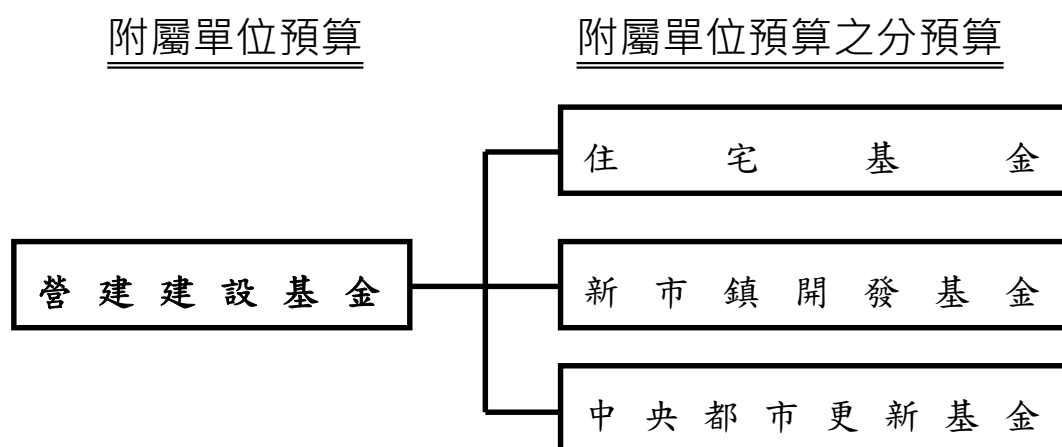 附屬單位預算
附屬單位預算之分預算
住宅基金
營建建設基金
新市鎮開發基金
中央都市更新基金